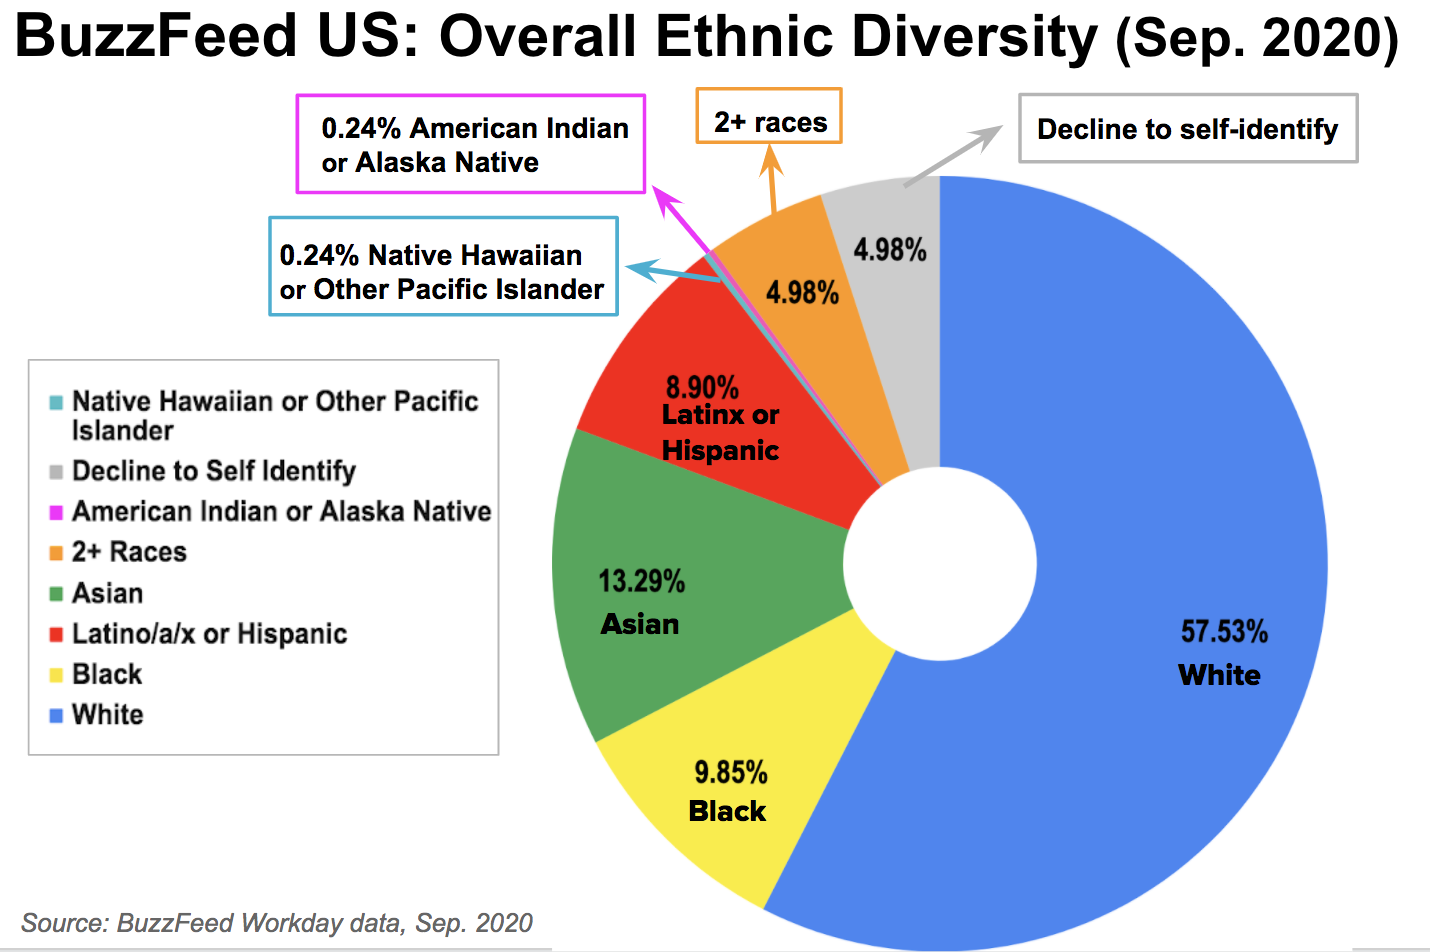 BuzzFeed US: Overall Ethnic Diversity (Sep. 2020)
0.24% American Indian
or Alaska Native
2+ races
Decline to self-identify
0.24% Native Hawaiian
or Other Pacific Islander
4.98%
4.98%
8.90%
Latinx or
Hispanic
13.29%
Asian
57.53%
White
9.85%
Black
Native Hawaiian or Other Pacific
Islander
Decline to Self Identify
American Indian or Alaska Native
2+ Races
Asian
Latino/a/x or Hispanic
Black
White
Source: BuzzFeed Workday data, Sep. 2020